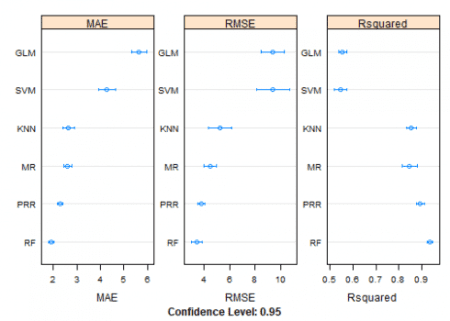 MAE RMSE Rsquared
GLM GLM GLM
SVM SVM SVM
KNN KNN KNN
MR MR MR
PRR PRR PRR
RF RF RF
2 3 4 5 6 4 6 8 10 0.5 0.6 0.7 0.8 0.9
MAE RMSE Rsquared
Confidence Level: 0.95